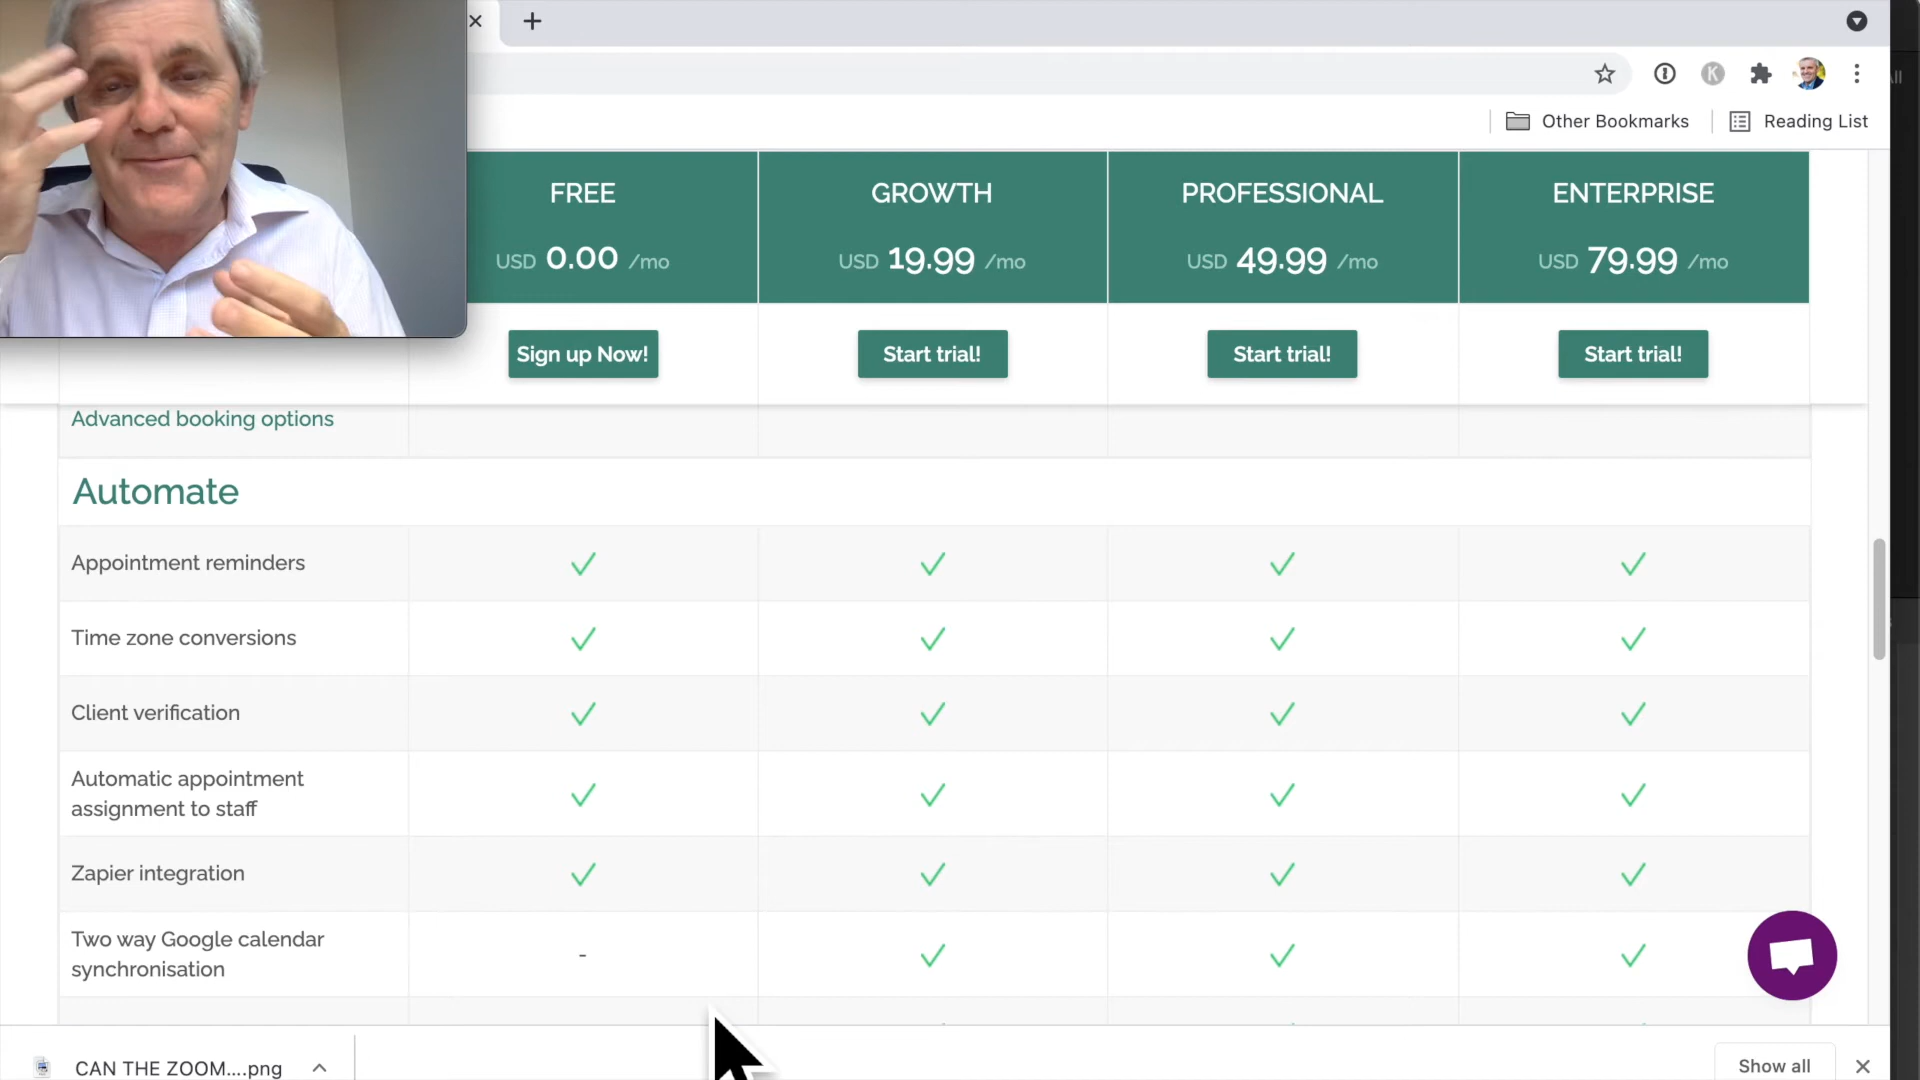 K
All
Other Bookmarks
Reading List
FREE
GROWTH
PROFESSIONAL
ENTERPRISE
USD 0.00 /mo
USD 19.99 /mo
USD 49.99 /mo
USD 79.99 /mo
Sign up Now!
Start trial!
Start trial!
Start trial!
Advanced booking options
Automate
Appointment reminders
Time zone conversions
Client verification
Automatic appointment
assignment to staff
Zapier integration
Two way Google calendar
synchronisation
-
CAN THE ZOOM....png
Show all